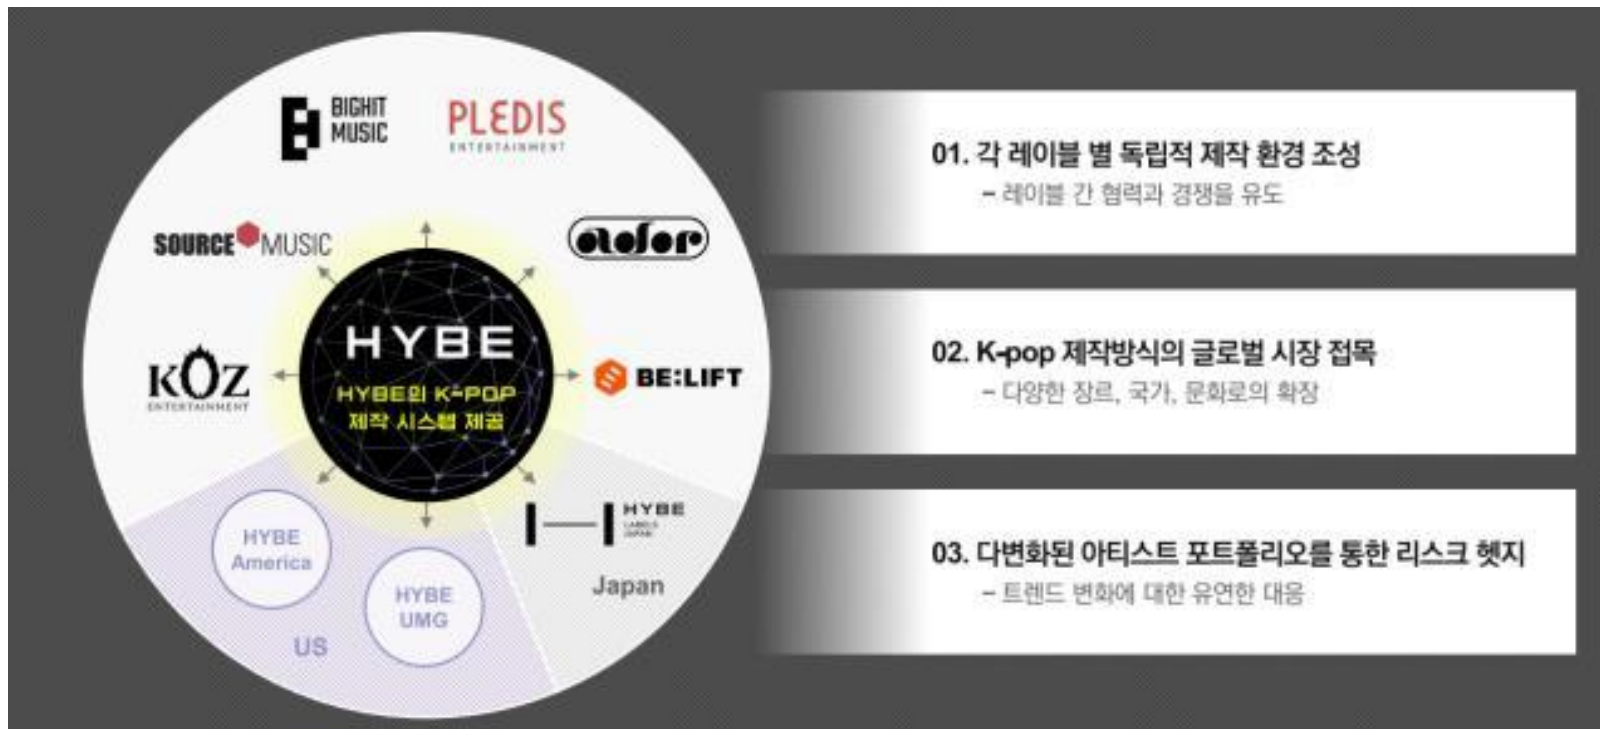 BIGHIT
MUSIC
PLEDIS
ENTERTAINMENT
SOURCE MUSIC
ador
KOZ
ENTERTAINMENT
HYBE
HYBE의 K-POP
제작 시스템 제공
BE:LIFT
HYBE
America
HYBE
UMG
US
HYBE
LABELS
JAPAN
Japan
01. 각 레이블 별 독립적 제작 환경 조성
– 레이블 간 협력과 경쟁을 유도
02. K-pop 제작방식의 글로벌 시장 접목
– 다양한 장르, 국가, 문화로의 확장
03. 다변화된 아티스트 포트폴리오를 통한 리스크 헷지
– 트렌드 변화에 대한 유연한 대응